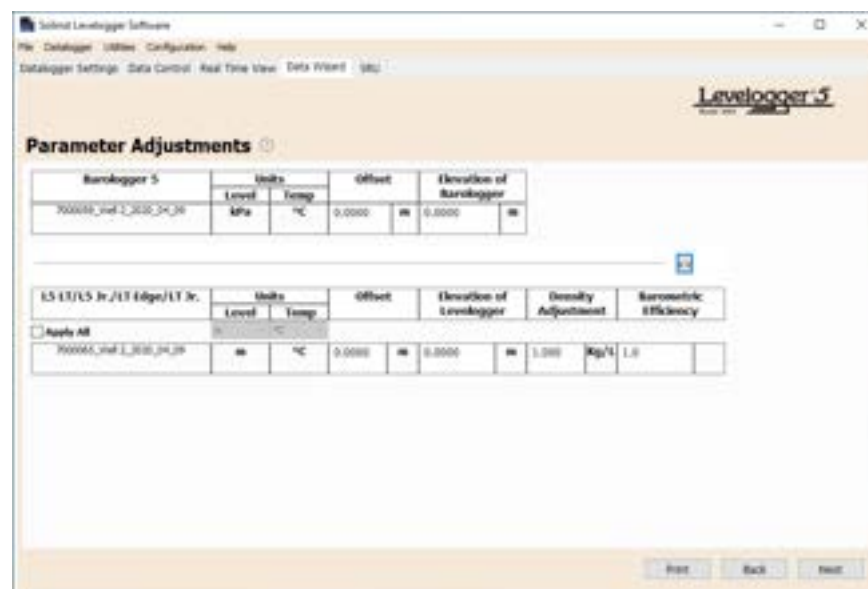 Solinst Levelogger Software
File Datalogger Utilities Configuration Help
Datalogger Settings Data Control Real Time View Data Wizard
Levelogger 5
Parameter Adjustments
Barologger 5 Units Offset Elevation of Barologger
Level Temp
kPa °C 0.0000 m 0.0000 m
L5 LT/L5 Jr./LT Edge/LT Jr. Units Offset Elevation of Levelogger Density Adjustment Barometric Efficiency
Level Temp
Apply All °C
m °C 0.0000 m 0.0000 m 1.000 Kg/L 1.0
Print Back Next